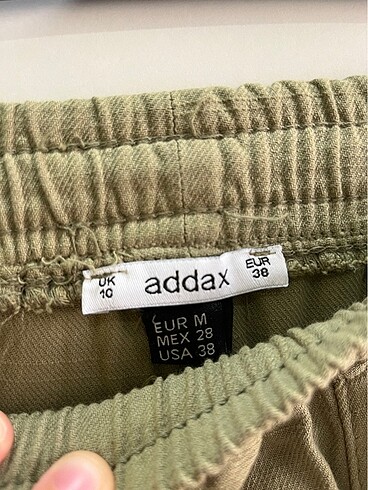 UK
10
addax
EUR
38
EUR M
MEX 28
USA 38